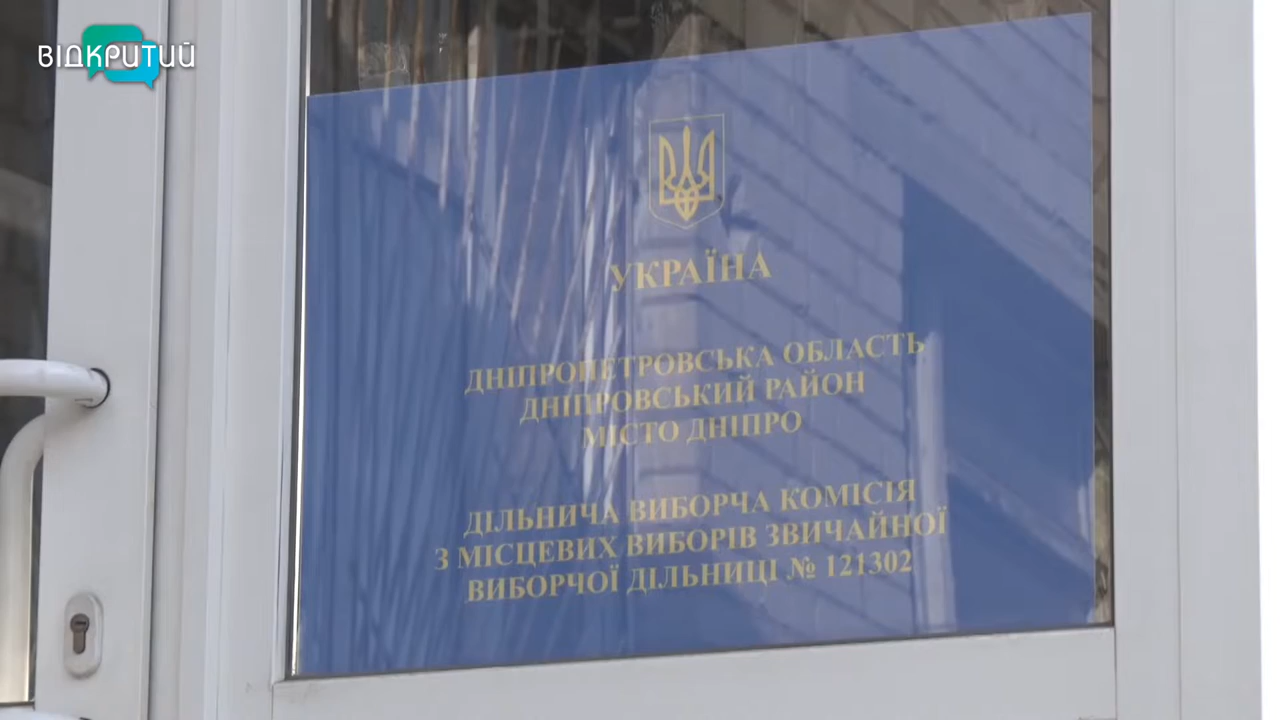 ВІДКРИТИЙ
УКРАЇНА
ДНІПРОПЕТРОВСЬКА ОБЛАСТЬ
ДНІПРОВСЬКИЙ РАЙОН
МІСТО ДНІПРО
ДІЛЬНИЧА ВИБОРЧА КОМІСІЯ
З МІСЦЕВИХ ВИБОРІВ ЗВИЧАЙНОЇ
ВИБОРЧОЇ ДІЛЬНИЦІ № 121302